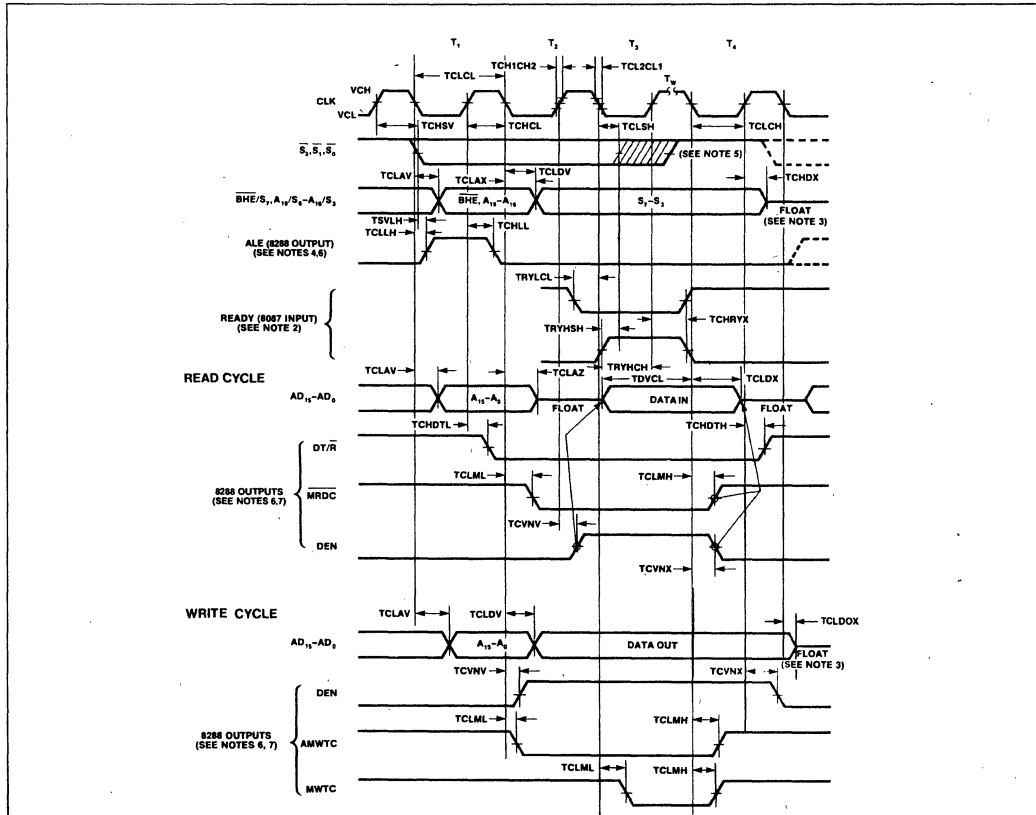 T1 T2 T3 T4
TCH1CH2 TCL2CL1
TCLCL TW
VCH
CLK
VCL
TCHSV TCHCL TCLSH TCLCH
S2, S1, S0 (SEE NOTE 5)
TCLAV TCLAX TCLDV TCHDX
BHE/S7, A19/S6–A16/S3 BHE, A19–A16 S7–S3
FLOAT
(SEE NOTE 3)
TSVLH
TCLLH TCHLL
ALE (8288 OUTPUT)
(SEE NOTES 4,6)
TRYLCL
READY (8087 INPUT)
(SEE NOTE 2)
TCHRYX
TRYHSH
TRYHCH
READ CYCLE
TCLAV TCLAZ TDVCL TCLDX
AD15–AD0 A15–A0 FLOAT DATA IN FLOAT
TCHDTL TCHDTH
DT/R
TCLML TCLMH
8288 OUTPUTS
(SEE NOTES 6,7)
MRDC
TCVNV
DEN
TCVNX
WRITE CYCLE
TCLAV TCLDV TCLDOX
AD15–AD0 A15–A0 DATA OUT
FLOAT
(SEE NOTE 3)
TCVNV TCVNX
DEN
TCLML TCLMH
8288 OUTPUTS
(SEE NOTES 6, 7)
AMWTC
TCLML TCLMH
MWTC